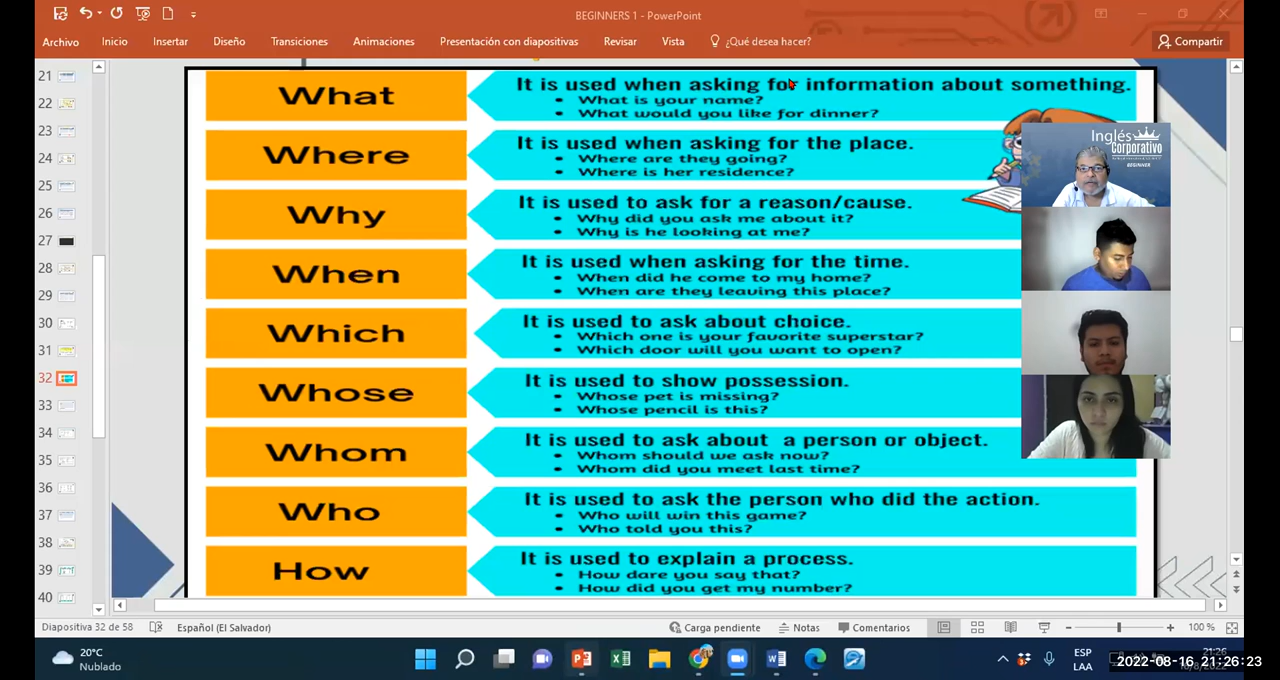 BEGINNERS 1 - PowerPoint
Archivo Inicio Insertar Diseño Transiciones Animaciones Presentación con diapositivas Revisar Vista ¿Qué desea hacer? Compartir
21
22
23
24
25
26
27
28
29
30
31
32
33
34
35
36
37
38
39
40
What
It is used when asking for information about something.
• What is your name?
• What would you like for dinner?
Where
It is used when asking for the place.
• Where are they going?
• Where is her residence?
Why
It is used to ask for a reason/cause.
• Why did you ask me about it?
• Why is he looking at me?
When
It is used when asking for the time.
• When did he come to my home?
• When are they leaving this place?
Which
It is used to ask about choice.
• Which one is your favorite superstar?
• Which door will you want to open?
Whose
It is used to show possession.
• Whose pet is missing?
• Whose pencil is this?
Whom
It is used to ask about a person or object.
• Whom should we ask now?
• Whom did you meet last time?
Who
It is used to ask the person who did the action.
• Who will win this game?
• Who told you this?
How
It is used to explain a process.
• How dare you say that?
• How did you get my number?
Inglés
Corporativo
BEGINNER
Diapositiva 32 de 58 Español (El Salvador) Carga pendiente Notas Comentarios 100 %
20°C
Nublado
ESP
LAA
21:26
2022-08-16 21:26:23